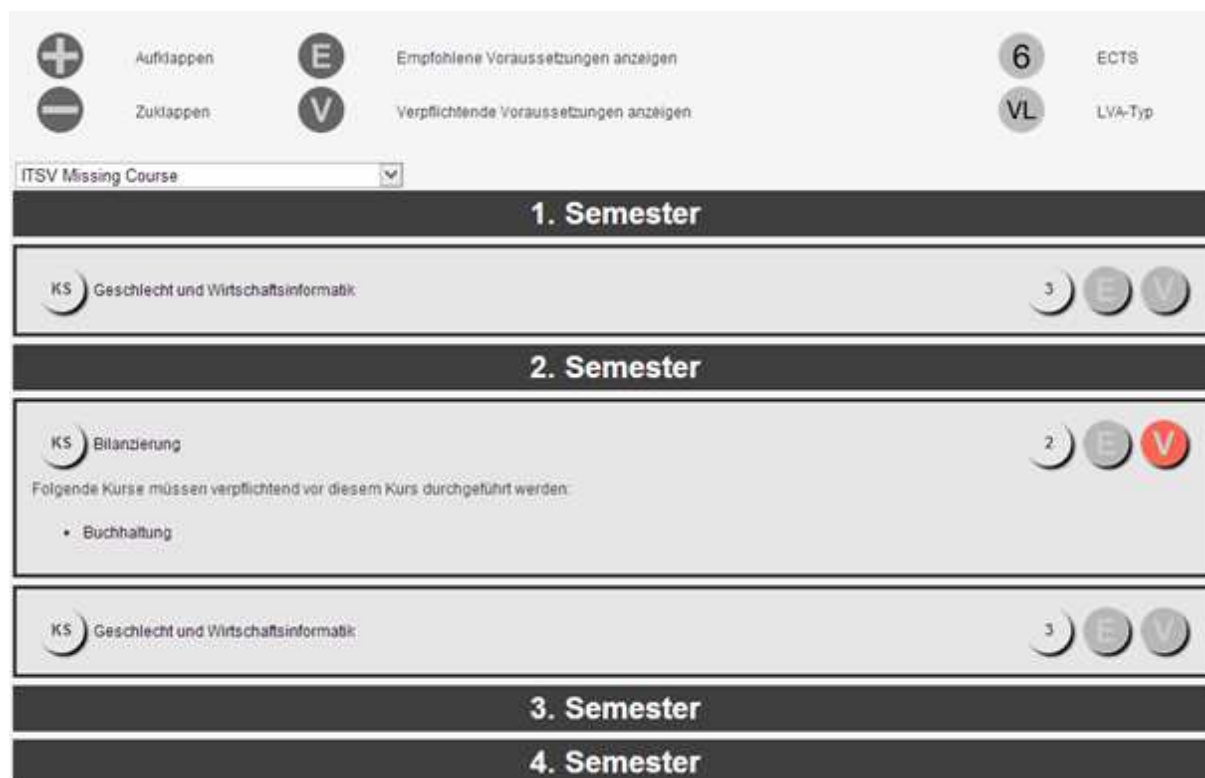 Aufklappen E Empfohlene Voraussetzungen anzeigen 6 ECTS
Zuklappen V Verpflichtende Voraussetzungen anzeigen VL LVA-Typ
ITSV Missing Course
1. Semester
KS Geschlecht und Wirtschaftsinformatik 3 E V
2. Semester
KS Bilanzierung 2 E V
Folgende Kurse müssen verpflichtend vor diesem Kurs durchgeführt werden:
• Buchhaltung
KS Geschlecht und Wirtschaftsinformatik 3 E V
3. Semester
4. Semester